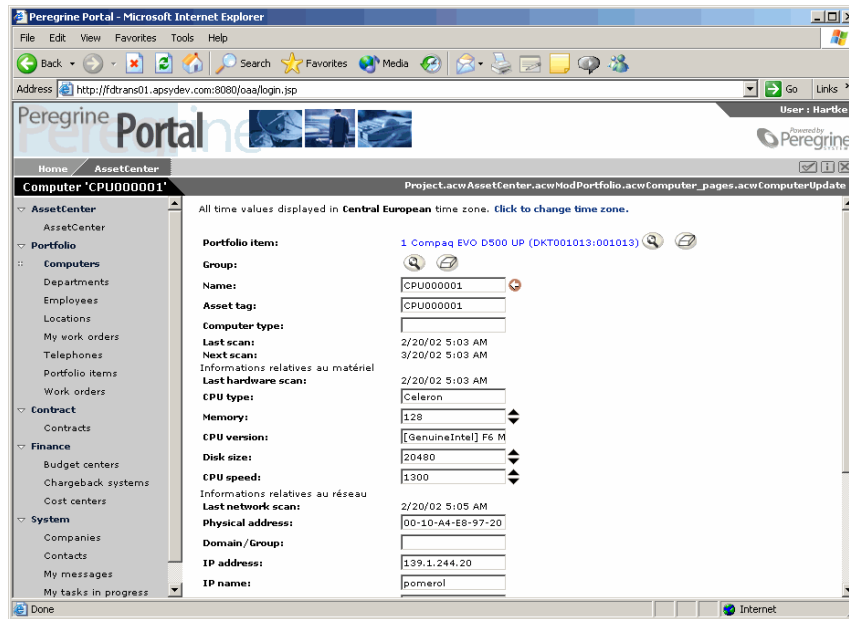 Peregrine Portal - Microsoft Internet Explorer
File Edit View Favorites Tools Help
Back Search Favorites Media
Address http://fdtrans01.apsydev.com:8080/oaa/login.jsp Go Links
Peregrine Portal
User : Hartke
Powered by
Peregrine
Home AssetCenter
Computer 'CPU000001' Project.acwAssetCenter.acwModPortfolio.acwComputer_pages.acwComputerUpdate
AssetCenter
AssetCenter
Portfolio
Computers
Departments
Employees
Locations
My work orders
Telephones
Portfolio items
Work orders
Contract
Contracts
Finance
Budget centers
Chargeback systems
Cost centers
System
Companies
Contacts
My messages
My tasks in progress
All time values displayed in Central European time zone. Click to change time zone.
Portfolio item: 1 Compaq EVO D500 UP (DKT001013:001013)
Group:
Name: CPU000001
Asset tag: CPU000001
Computer type:
Last scan: 2/20/02 5:03 AM
Next scan: 3/20/02 5:03 AM
Informations relatives au matériel
Last hardware scan: 2/20/02 5:03 AM
CPU type: Celeron
Memory: 128
CPU version: [GenuineIntel] F6 M
Disk size: 20480
CPU speed: 1300
Informations relatives au réseau
Last network scan: 2/20/02 5:05 AM
Physical address: 00-10-A4-E8-97-20
Domain/Group:
IP address: 139.1.244.20
IP name: pomerol
Done Internet